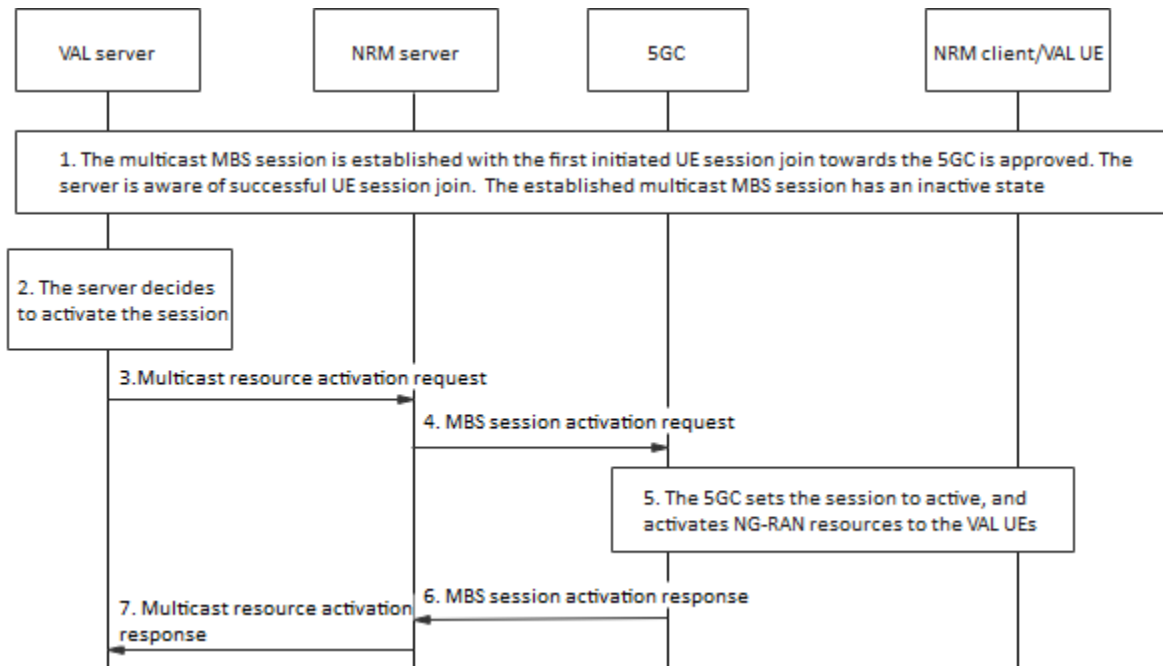 VAL server
NRM server
5GC
NRM client/VAL UE
1. The multicast MBS session is established with the first initiated UE session join towards the 5GC is approved. The
server is aware of successful UE session join.  The established multicast MBS session has an inactive state
2. The server decides
to activate the session
3.Multicast resource activation request
4. MBS session activation request
5. The 5GC sets the session to active, and
activates NG-RAN resources to the VAL UEs
6. MBS session activation response
7. Multicast resource activation
response